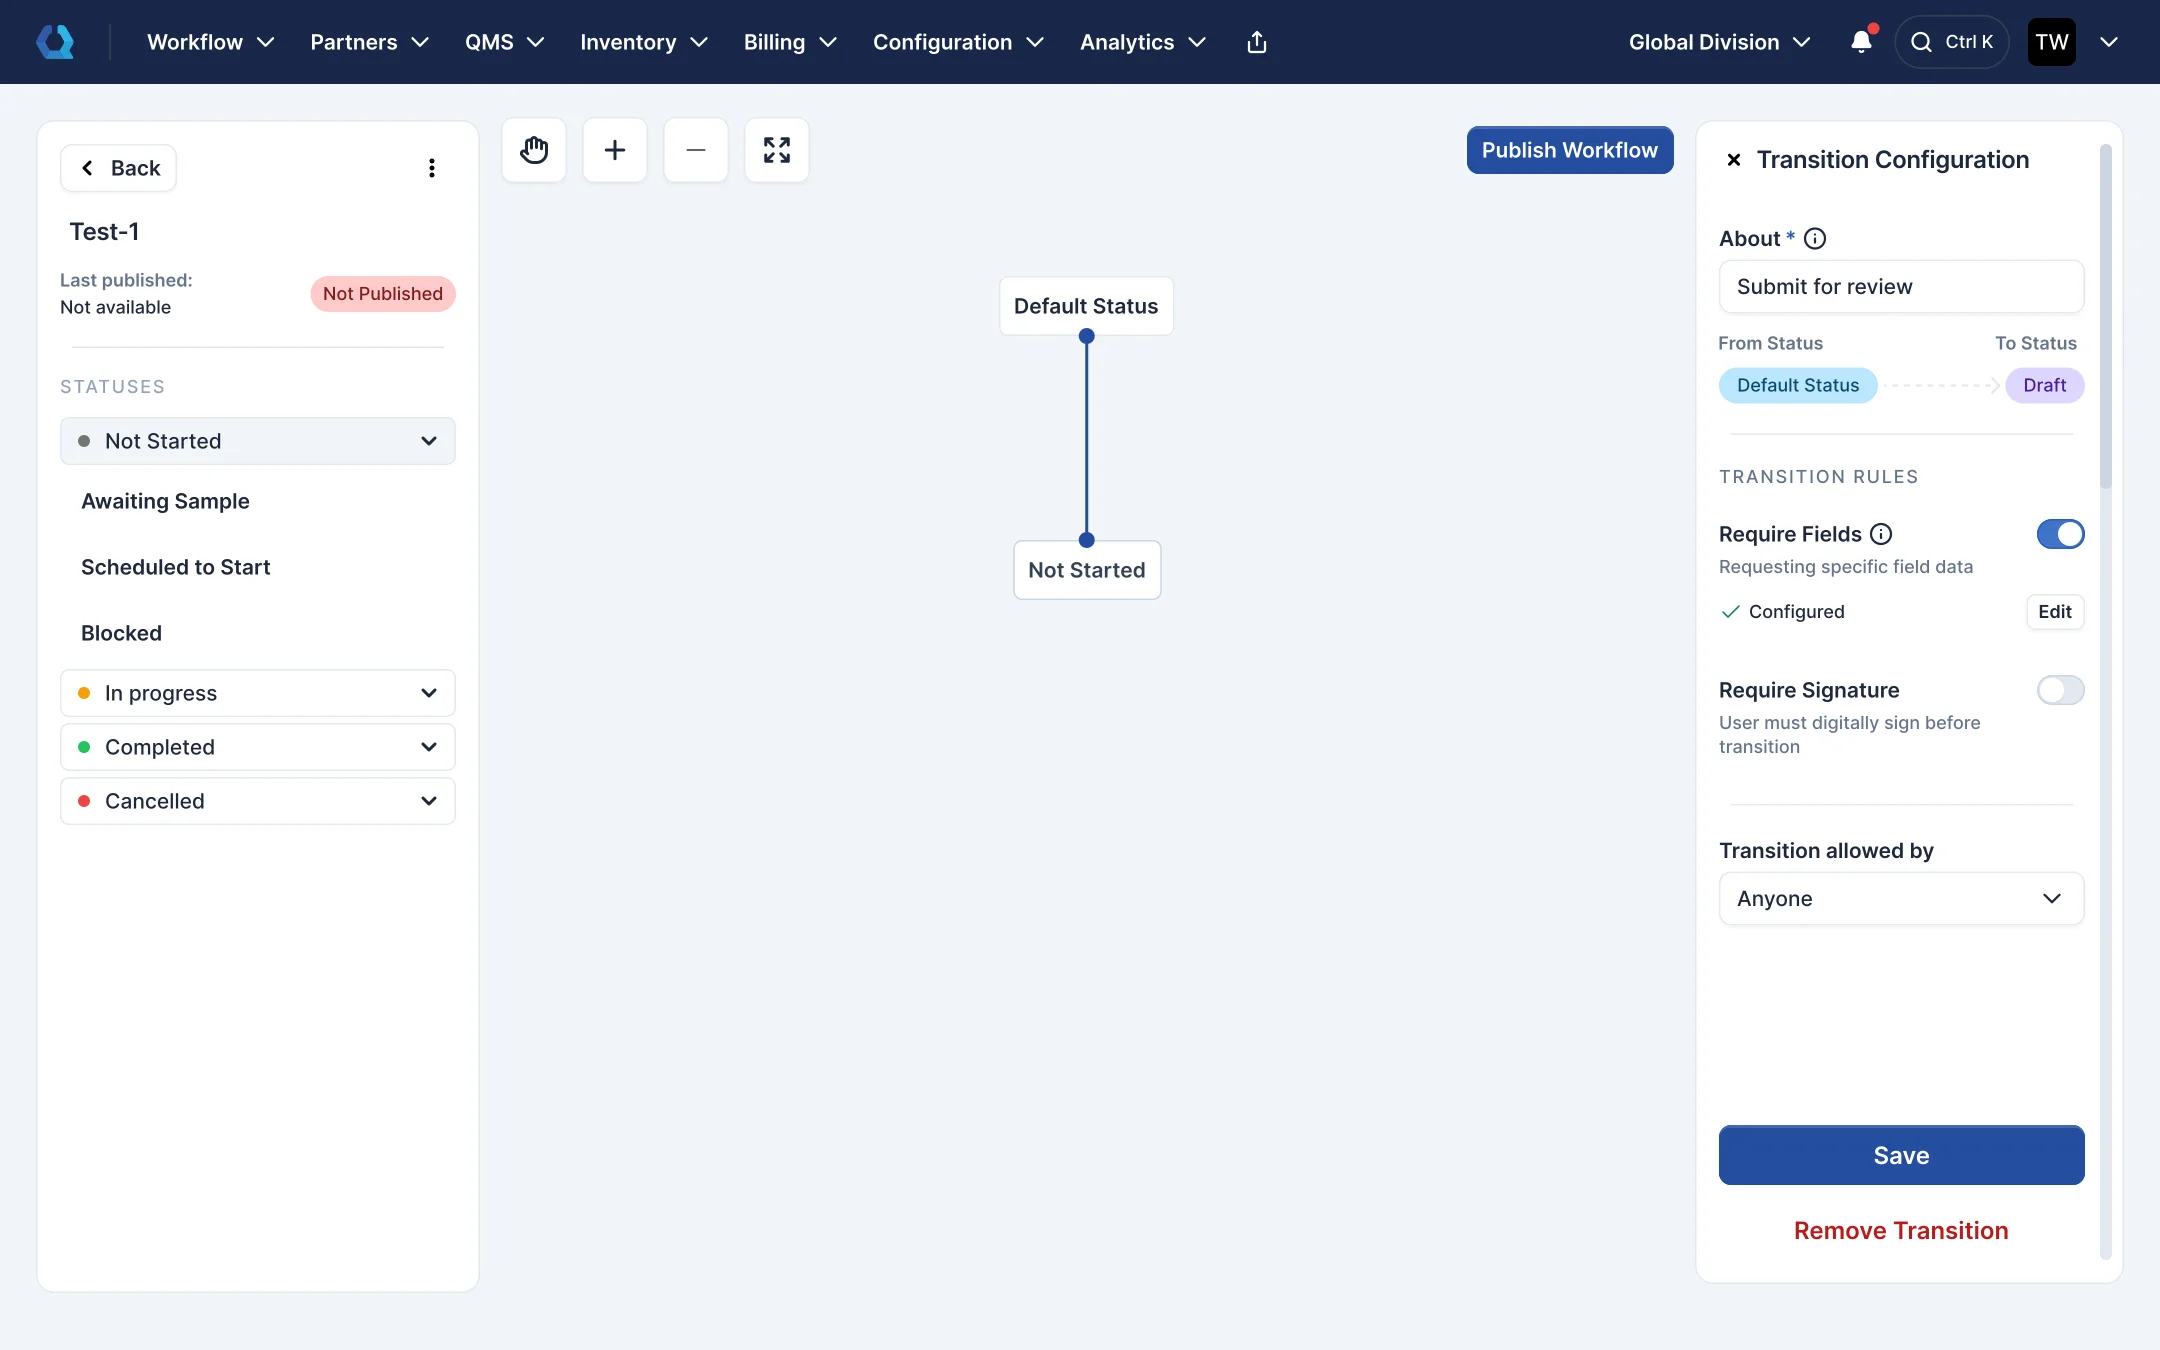 Workflow
Partners
QMS
Inventory
Billing
Configuration
Analytics
Global Division
Ctrl K
TW
Back
Test-1
Last published:
Not available
Not Published
STATUSES
Not Started
Awaiting Sample
Scheduled to Start
Blocked
In progress
Completed
Cancelled
Publish Workflow
Default Status
Not Started
Transition Configuration
About *
Submit for review
From Status
To Status
Default Status
Draft
TRANSITION RULES
Require Fields
Requesting specific field data
Configured
Edit
Require Signature
User must digitally sign before
transition
Transition allowed by
Anyone
Save
Remove Transition